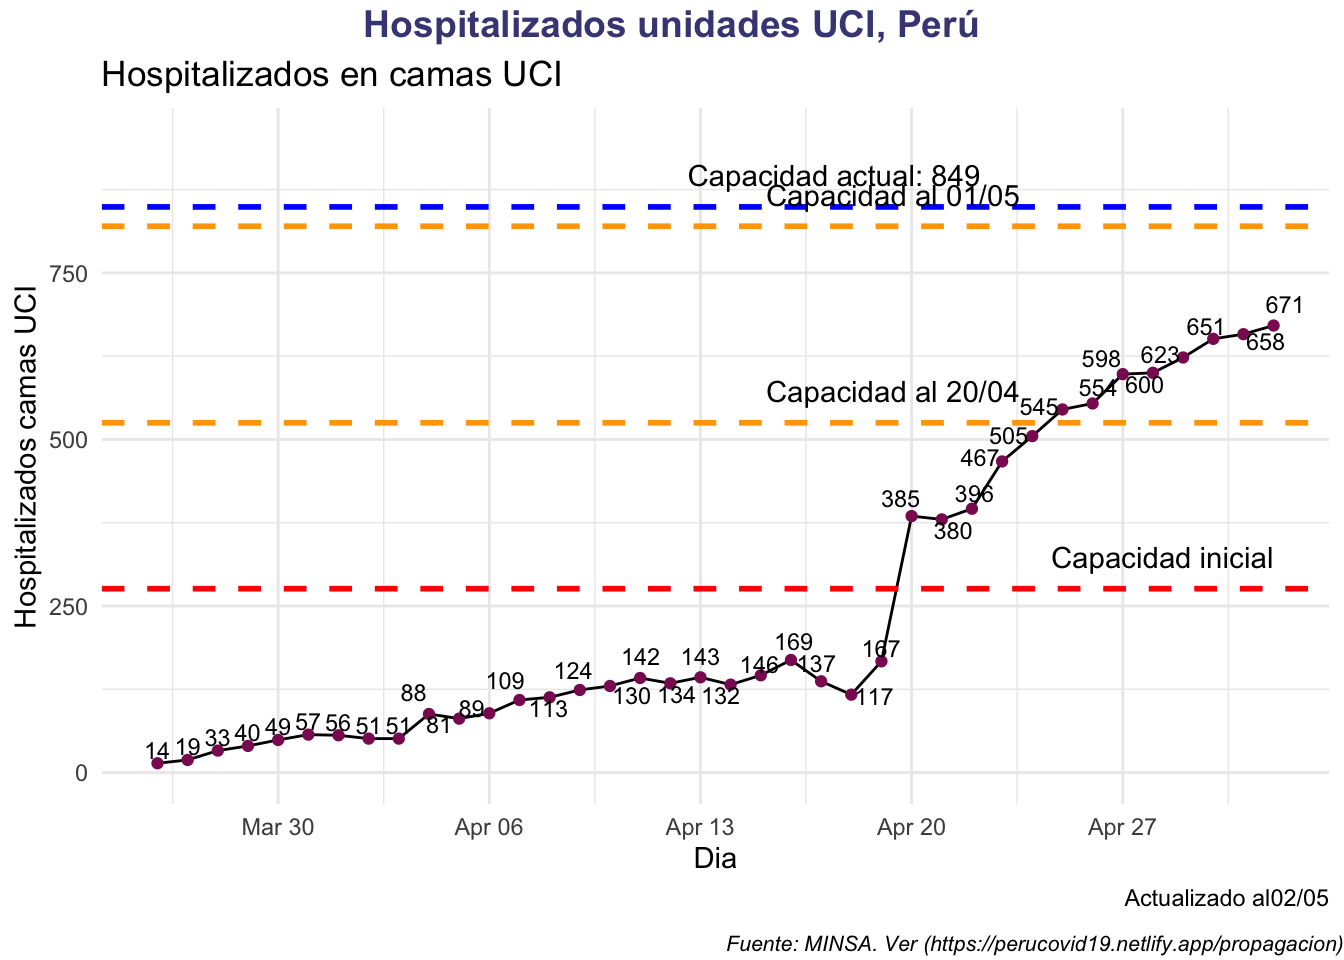 Hospitalizados unidades UCI, Perú
Hospitalizados en camas UCI
Capacidad actual: 849
Capacidad al 01/05
750
671
651
658
598
623
600
554
545
Capacidad al 20/04
500
505
467
396
385
380
Capacidad inicial
250
14
19
33
40
49
57
56
51
51
88
81
89
109
113
124
130
142
134
143
132
146
169
137
117
167
0
Hospitalizados camas UCI
Mar 30
Apr 06
Apr 13
Apr 20
Apr 27
Dia
Actualizado al02/05
Fuente: MINSA. Ver (https://perucovid19.netlify.app/propagacion)